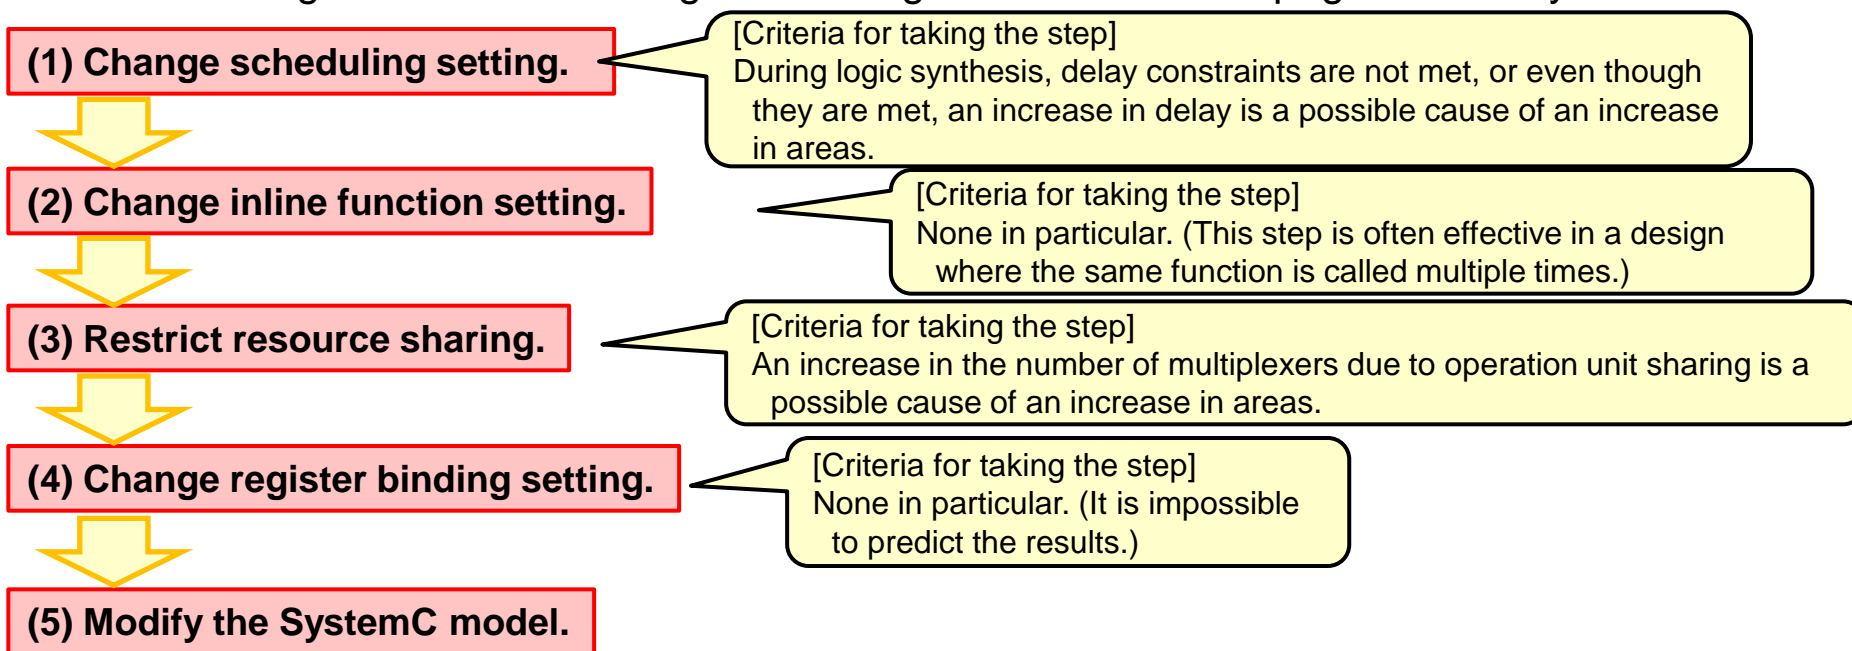 (1) Change scheduling setting.
[Criteria for taking the step]
During logic synthesis, delay constraints are not met, or even though
they are met, an increase in delay is a possible cause of an increase
in areas.
(2) Change inline function setting.
[Criteria for taking the step]
None in particular. (This step is often effective in a design
where the same function is called multiple times.)
(3) Restrict resource sharing.
[Criteria for taking the step]
An increase in the number of multiplexers due to operation unit sharing is a
possible cause of an increase in areas.
(4) Change register binding setting.
[Criteria for taking the step]
None in particular. (It is impossible
to predict the results.)
(5) Modify the SystemC model.